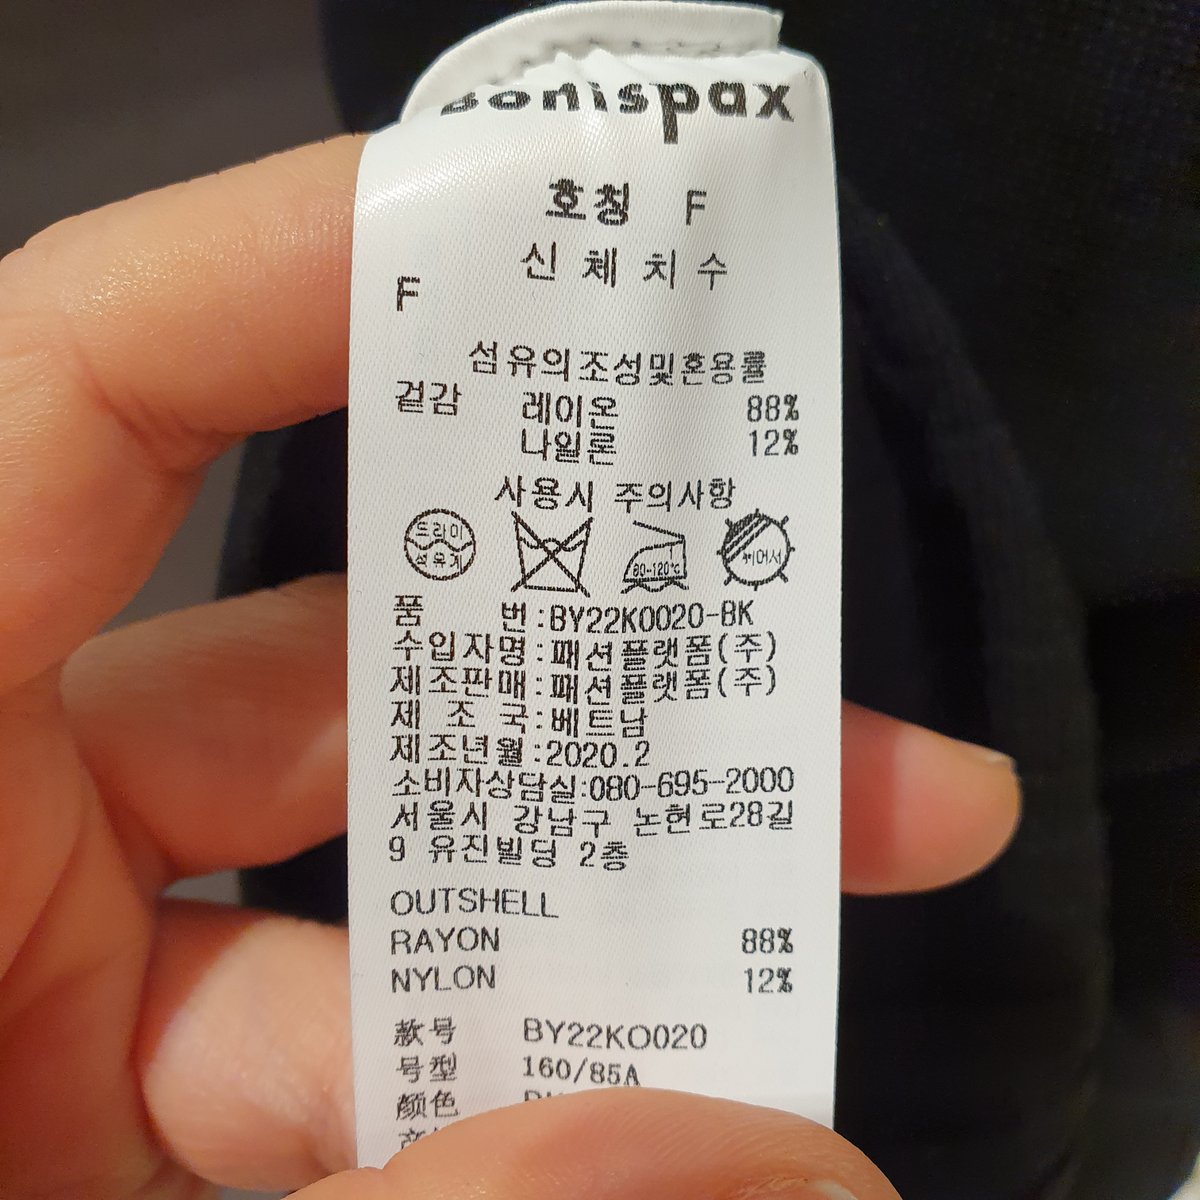 호칭 F
신체치수
F
섬유의조성및혼용률
겉감 레이온 88%
나일론 12%
사용시 주의사항
드라이
석유계
80~120℃
뉘어서
품 번:BY22KO020-BK
수입자명:패션플랫폼(주)
제조판매:패션플랫폼(주)
제 조 국:베트남
제조년월:2020.2
소비자상담실:080-695-2000
서울시 강남구 논현로28길
9 유진빌딩 2층
OUTSHELL
RAYON 88%
NYLON 12%
款号 BY22KO020
号型 160/85A
颜色